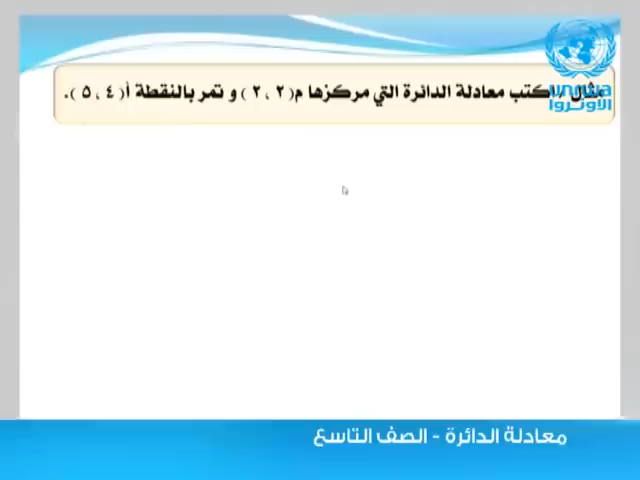 unrwa
الأونروا
مثال / اكتب معادلة الدائرة التي مركزها م( ٢ ، ٢ ) و تمر بالنقطة أ( ٤ ، ٥ ).
معادلة الدائرة - الصف التاسع